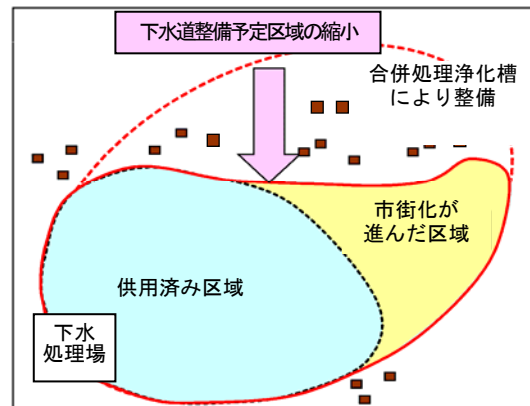 下水道整備予定区域の縮小
合併処理浄化槽
により整備
市街化が
進んだ区域
供用済み区域
下水
処理場